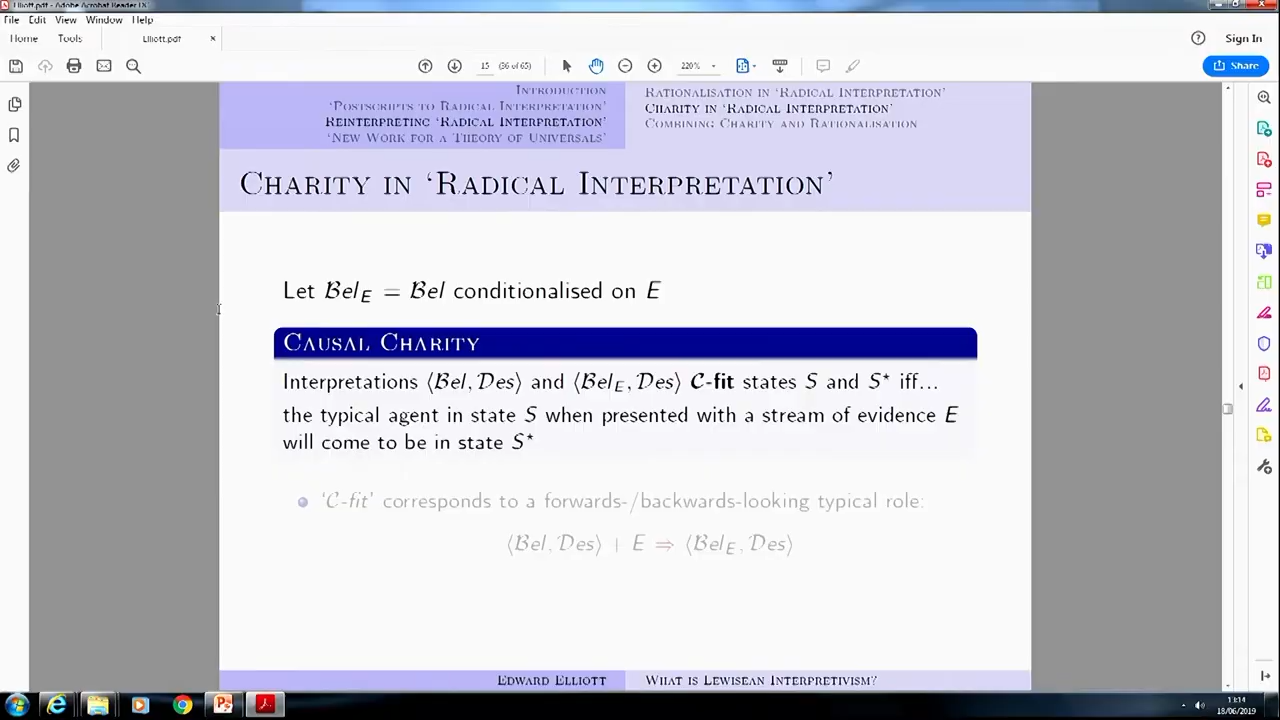 Elliott.pdf - Adobe Acrobat Reader DC
File Edit View Window Help
Home Tools Elliott.pdf × Sign In
15 (36 of 65) 220% Share
Introduction
'Postscripts to Radical Interpretation'
Reinterpreting 'Radical Interpretation'
'New Work for a Theory of Universals'
Rationalisation in 'Radical Interpretation'
Charity in 'Radical Interpretation'
Combining Charity and Rationalisation
Charity in 'Radical Interpretation'
Let Bel_E = Bel conditionalised on E
Causal Charity
Interpretations ⟨Bel, Des⟩ and ⟨Bel_E, Des⟩ C-fit states S and S⋆ iff...
the typical agent in state S when presented with a stream of evidence E
will come to be in state S⋆
'C-fit' corresponds to a forwards-/backwards-looking typical role:
⟨Bel, Des⟩ + E ⇒ ⟨Bel_E, Des⟩
Edward Elliott What is Lewisean Interpretivism?
13:14
18/06/2019